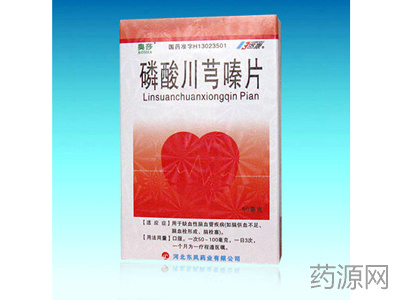 奥莎
国药准字H13023501
磷酸川芎嗪片
Linsuanchuanxiongqin Pian
【适应症】用于缺血性脑血管疾病(如脑供血不足、
脑血栓形成、脑栓塞)。
【用法用量】口服，一次50-100毫克，一日3次，
一个月为一疗程遵医嘱。
河北东风药业有限公司
药源网